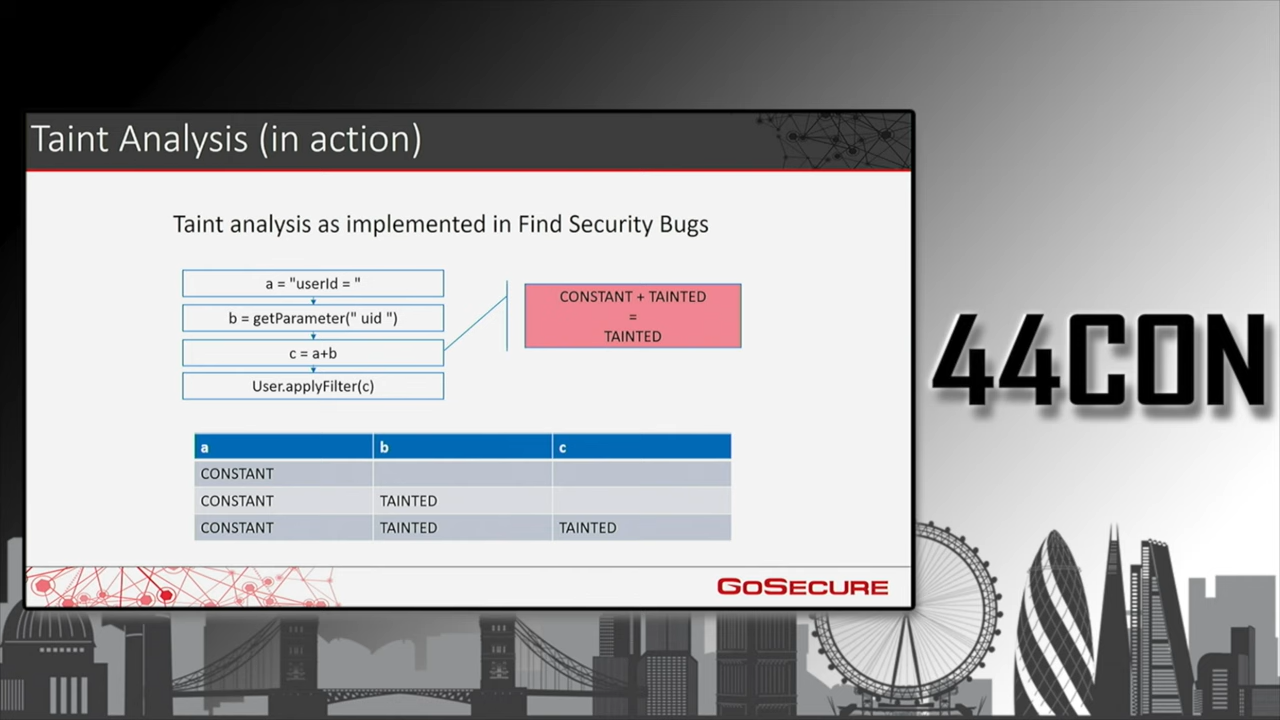 Taint Analysis (in action)
Taint analysis as implemented in Find Security Bugs
a = "userId = "
b = getParameter(" uid ")
c = a+b
User.applyFilter(c)
CONSTANT + TAINTED
=
TAINTED
a b c
CONSTANT
CONSTANT TAINTED
CONSTANT TAINTED TAINTED
GOSECURE
44CON